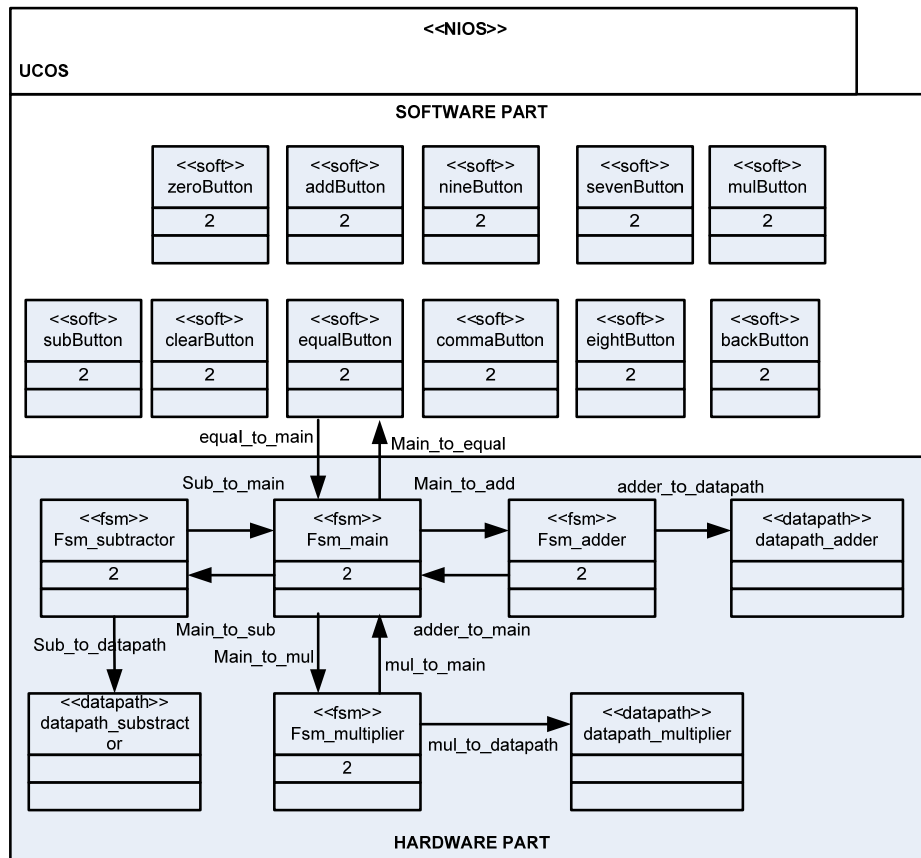 <<NIOS>>
UCOS
SOFTWARE PART
<<soft>>
zeroButton
2
<<soft>>
addButton
2
<<soft>>
nineButton
2
<<soft>>
sevenButton
2
<<soft>>
mulButton
2
<<soft>>
subButton
2
<<soft>>
clearButton
2
<<soft>>
equalButton
2
<<soft>>
commaButton
2
<<soft>>
eightButton
2
<<soft>>
backButton
2
equal_to_main
Main_to_equal
Sub_to_main
Main_to_add
adder_to_datapath
<<fsm>>
Fsm_subtractor
2
<<fsm>>
Fsm_main
2
<<fsm>>
Fsm_adder
2
<<datapath>>
datapath_adder
Sub_to_datapath
Main_to_sub
Main_to_mul
adder_to_main
mul_to_main
<<datapath>>
datapath_substract
or
<<fsm>>
Fsm_multiplier
2
mul_to_datapath
<<datapath>>
datapath_multiplier
HARDWARE PART